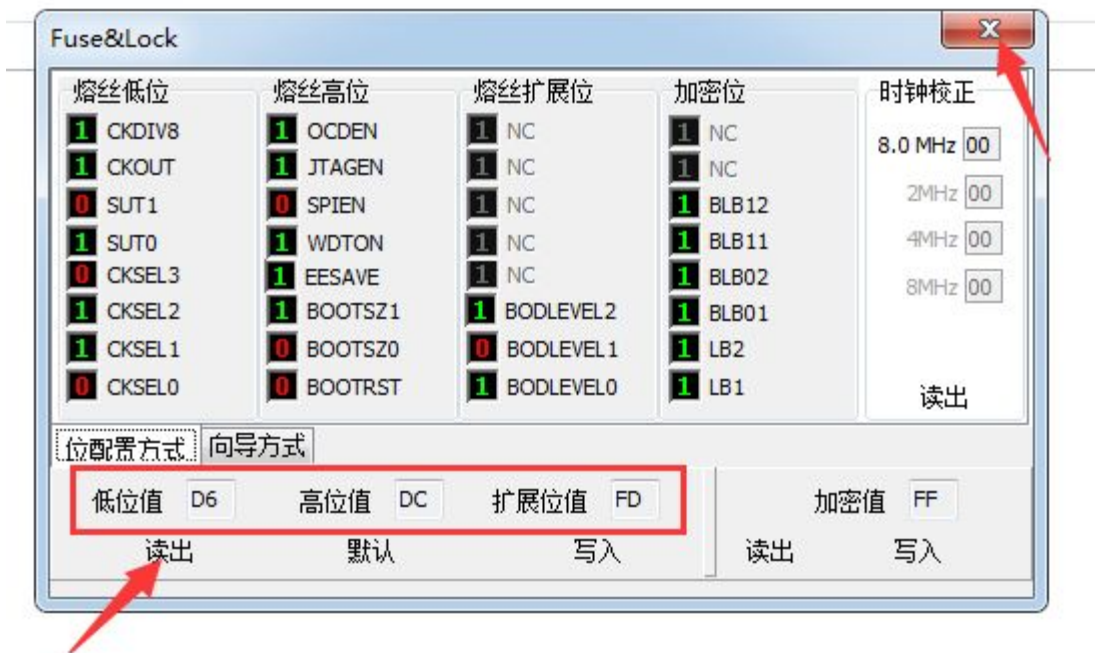 Fuse&Lock
熔丝低位 熔丝高位 熔丝扩展位 加密位 时钟校正
1 CKDIV8 1 OCDEN 1 NC 1 NC 8.0 MHz 00
1 CKOUT 1 JTAGEN 1 NC 1 NC
0 SUT1 0 SPIEN 1 NC 1 BLB12 2MHz 00
1 SUT0 1 WDTON 1 NC 1 BLB11 4MHz 00
0 CKSEL3 1 EESAVE 1 NC 1 BLB02 8MHz 00
1 CKSEL2 1 BOOTSZ1 1 BODLEVEL2 1 BLB01
1 CKSEL1 0 BOOTSZ0 0 BODLEVEL1 1 LB2
0 CKSEL0 0 BOOTRST 1 BODLEVEL0 1 LB1 读出
位配置方式 向导方式
低位值 D6 高位值 DC 扩展位值 FD 加密值 FF
读出 默认 写入 读出 写入